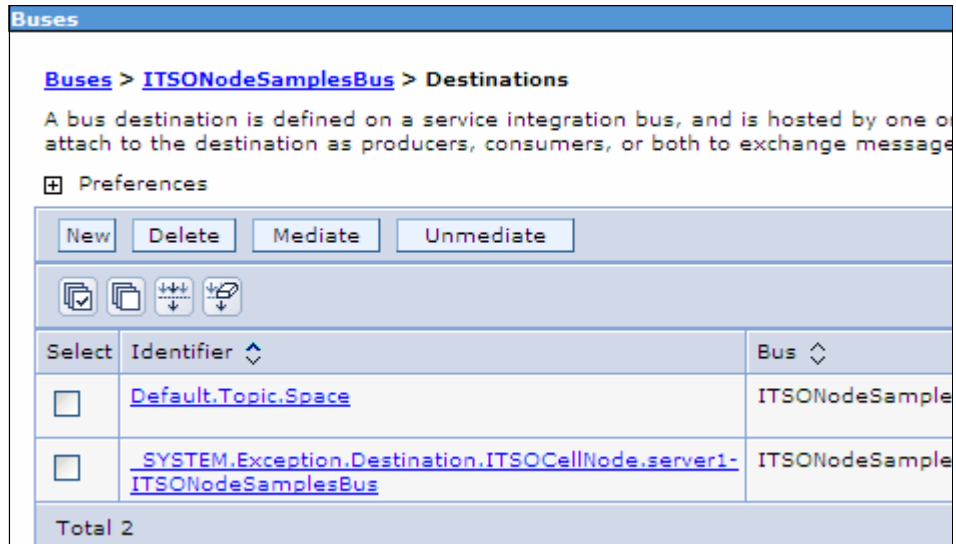 Buses
Buses > ITSONodeSamplesBus > Destinations
A bus destination is defined on a service integration bus, and is hosted by one
attach to the destination as producers, consumers, or both to exchange message
Preferences
New Delete Mediate Unmediate
Select Identifier Bus
Default.Topic.Space ITSONodeSample
_SYSTEM.Exception.Destination.ITSOCellNode.server1- ITSONodeSample
ITSONodeSamplesBus
Total 2